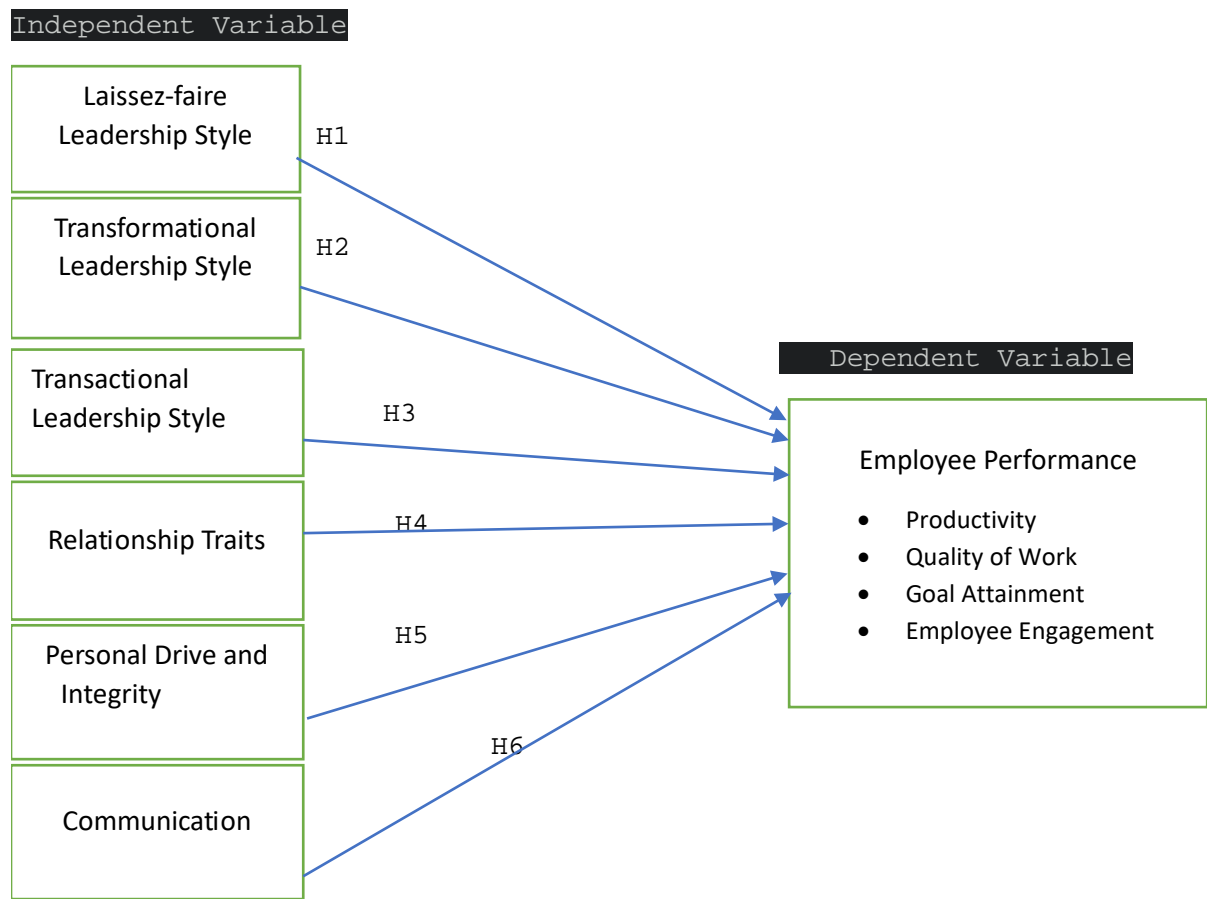 Independent Variable
Laissez-faire
Leadership Style
H1
Transformational
Leadership Style
H2
Transactional
Leadership Style
H3
Relationship Traits
H4
Personal Drive and
Integrity
H5
Communication
H6
Dependent Variable
Employee Performance
• Productivity
• Quality of Work
• Goal Attainment
• Employee Engagement